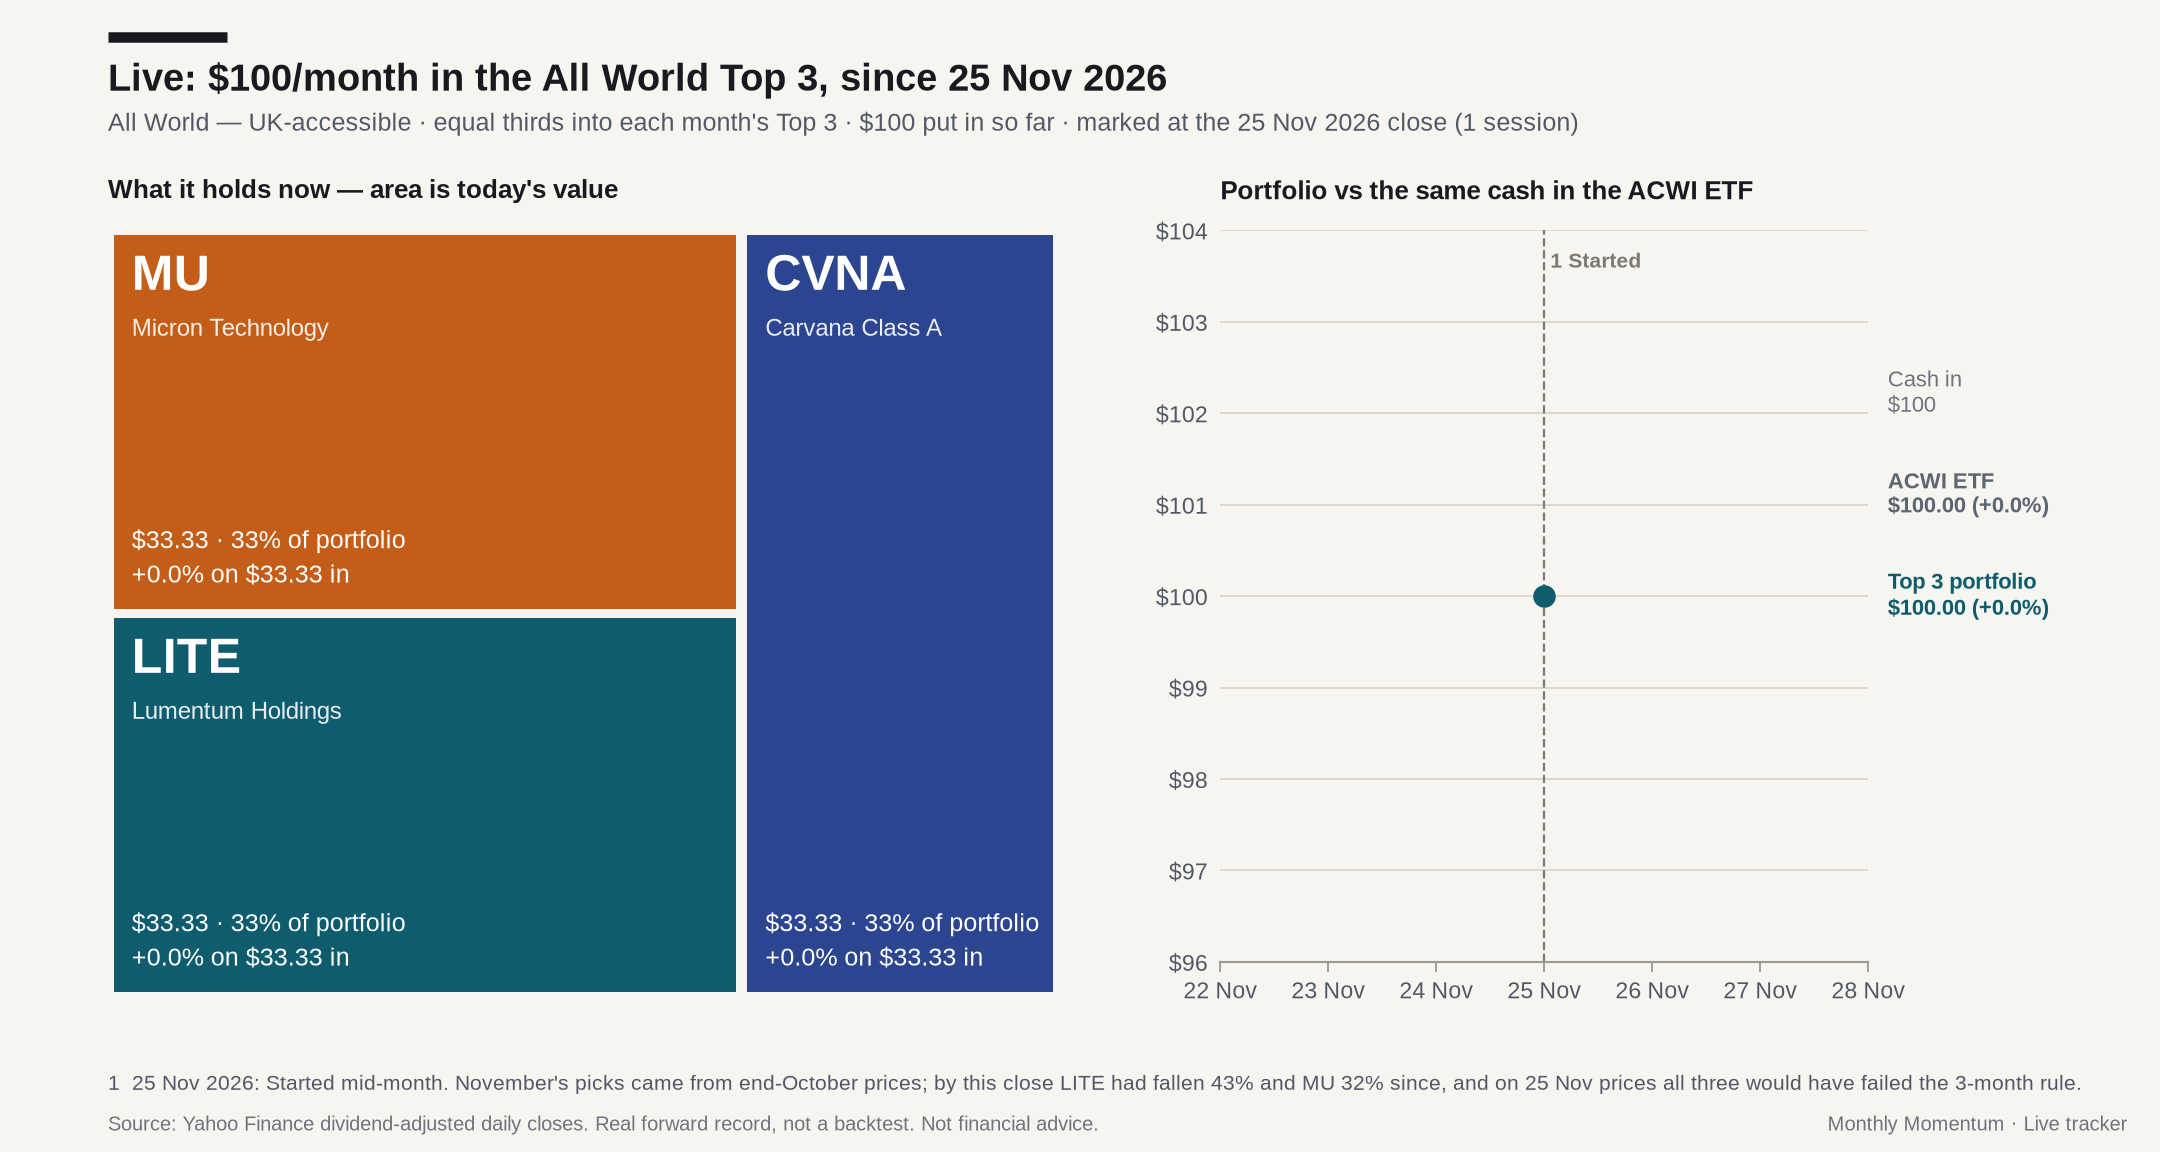 Live: $100/month in the All World Top 3, since 25 Nov 2026
All World — UK-accessible · equal thirds into each month's Top 3 · $100 put in so far · marked at the 25 Nov 2026 close (1 session)
What it holds now — area is today's value
MU
Micron Technology
$33.33 · 33% of portfolio
+0.0% on $33.33 in
LITE
Lumentum Holdings
$33.33 · 33% of portfolio
+0.0% on $33.33 in
CVNA
Carvana Class A
$33.33 · 33% of portfolio
+0.0% on $33.33 in
Portfolio vs the same cash in the ACWI ETF
$104
$103
$102
$101
$100
$99
$98
$97
$96
1 Started
22 Nov
23 Nov
24 Nov
25 Nov
26 Nov
27 Nov
28 Nov
Cash in
$100
ACWI ETF
$100.00 (+0.0%)
Top 3 portfolio
$100.00 (+0.0%)
1 25 Nov 2026: Started mid-month. November's picks came from end-October prices; by this close LITE had fallen 43% and MU 32% since, and on 25 Nov prices all three would have failed the 3-month rule.
Source: Yahoo Finance dividend-adjusted daily closes. Real forward record, not a backtest. Not financial advice.
Monthly Momentum · Live tracker